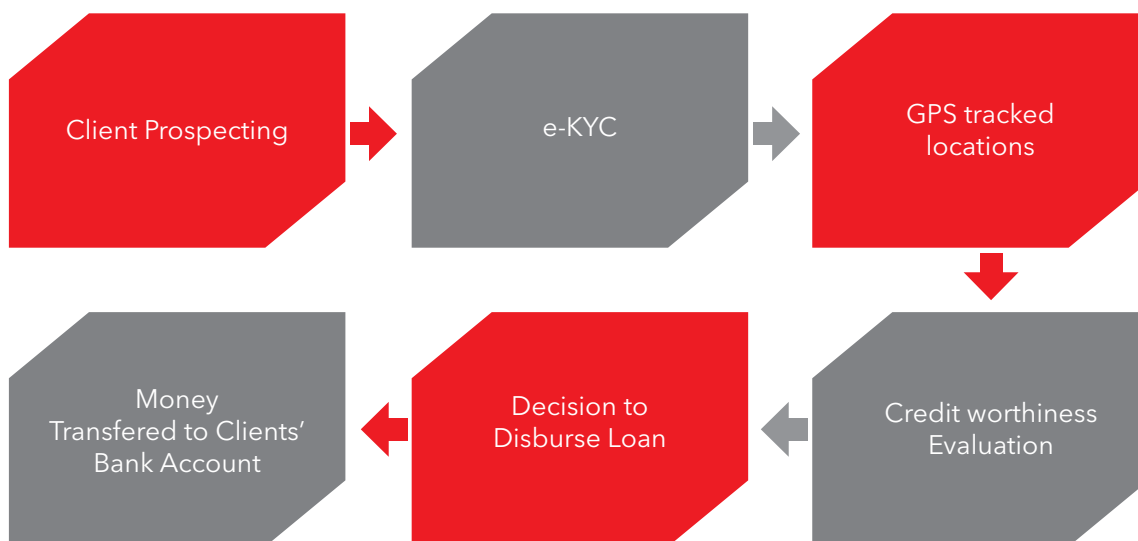 Client Prospecting
e-KYC
GPS tracked
locations
Credit worthiness
Evaluation
Decision to
Disburse Loan
Money
Transfered to Clients’
Bank Account